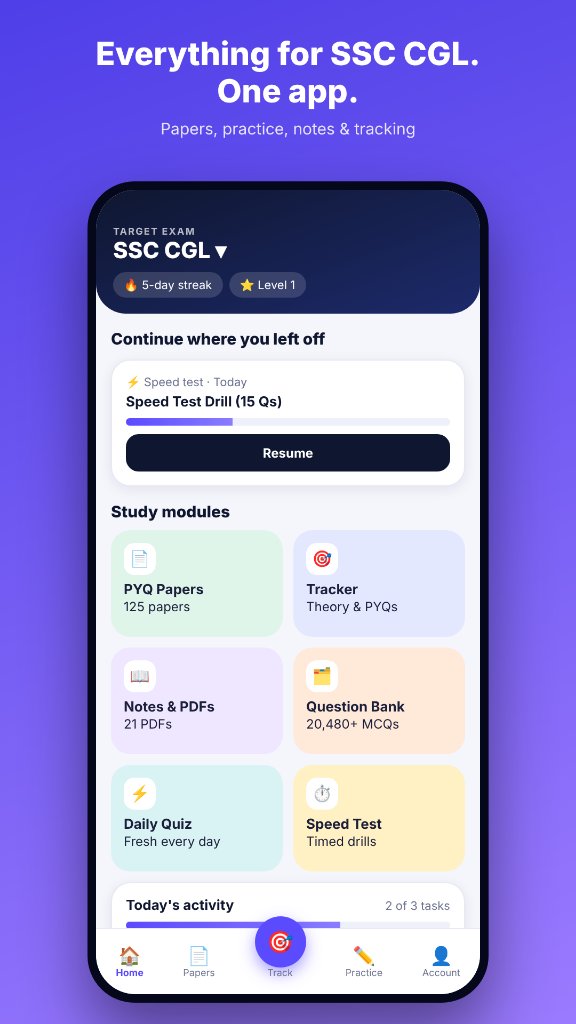 Everything for SSC CGL.
One app.
Papers, practice, notes & tracking
TARGET EXAM
SSC CGL ▾
🔥 5-day streak
⭐ Level 1
Continue where you left off
⚡ Speed test · Today
Speed Test Drill (15 Qs)
Resume
Study modules
PYQ Papers
125 papers
Tracker
Theory & PYQs
Notes & PDFs
21 PDFs
Question Bank
20,480+ MCQs
Daily Quiz
Fresh every day
Speed Test
Timed drills
Today's activity
2 of 3 tasks
Home
Papers
Track
Practice
Account